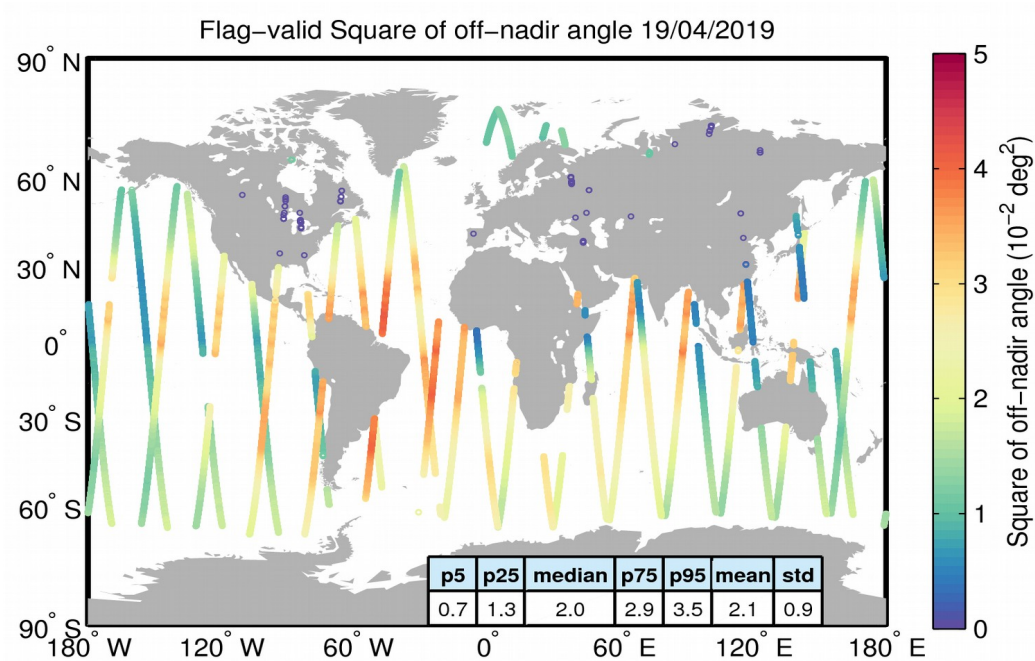 Flag−valid Square of off−nadir angle 19/04/2019
90° N
60° N
30° N
0°
30° S
60° S
90° S
180° W
120° W
60° W
0°
60° E
120° E
180° E
p5 p25 median p75 p95 mean std
0.7 1.3 2.0 2.9 3.5 2.1 0.9
5
4
3
2
1
0
Square of off−nadir angle (10⁻² deg²)